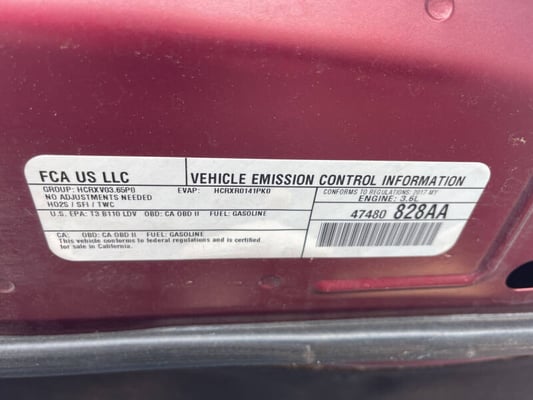 FCA US LLC
VEHICLE EMISSION CONTROL INFORMATION
GROUP: HCRXV03.65P0 EVAP: HCRXR0141PK0
NO ADJUSTMENTS NEEDED
HO2S / SFI / TWC
CONFORMS TO REGULATIONS: 2017 MY
ENGINE: 3.6L
U.S. EPA: T3 B110 LDV OBD: CA OBD II FUEL: GASOLINE
47480 828AA
CA: OBD: CA OBD II FUEL: GASOLINE
This vehicle conforms to federal regulations and is certified
for sale in California.